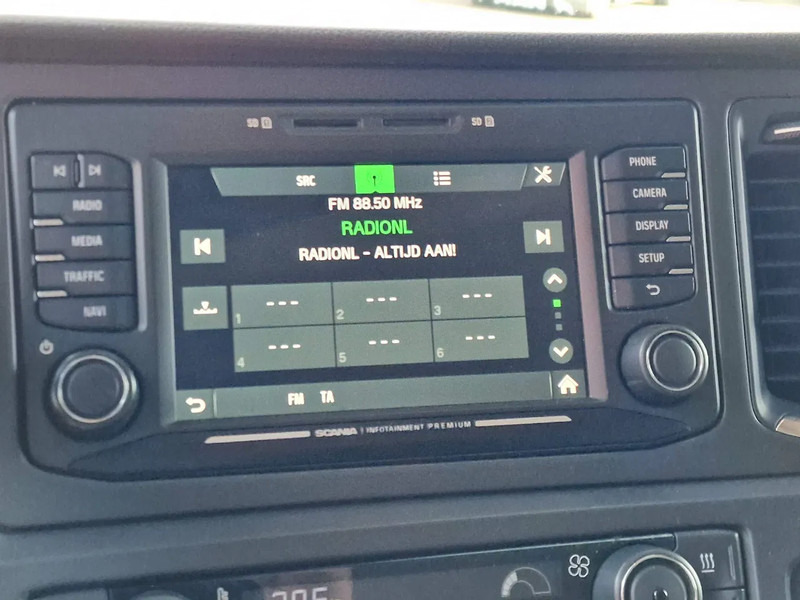 SD SD
SRC
FM 88.50 MHz
RADIONL
RADIONL - ALTIJD AAN!
--- --- ---
1 2 3
--- --- ---
4 5 6
FM TA
SCANIA INFOTAINMENT PREMIUM
RADIO
MEDIA
TRAFFIC
NAVI
PHONE
CAMERA
DISPLAY
SETUP